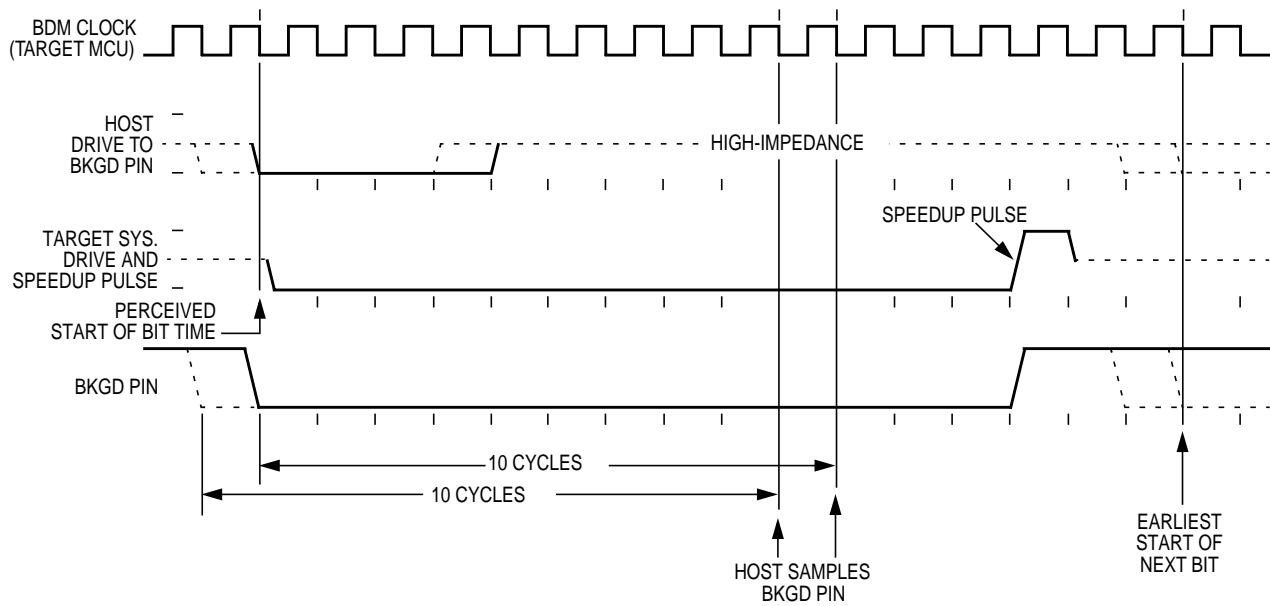 BDM CLOCK
(TARGET MCU)
HOST
DRIVE TO
BKGD PIN
HIGH-IMPEDANCE
SPEEDUP PULSE
TARGET SYS.
DRIVE AND
SPEEDUP PULSE
PERCEIVED
START OF BIT TIME
BKGD PIN
10 CYCLES
10 CYCLES
HOST SAMPLES
BKGD PIN
EARLIEST
START OF
NEXT BIT